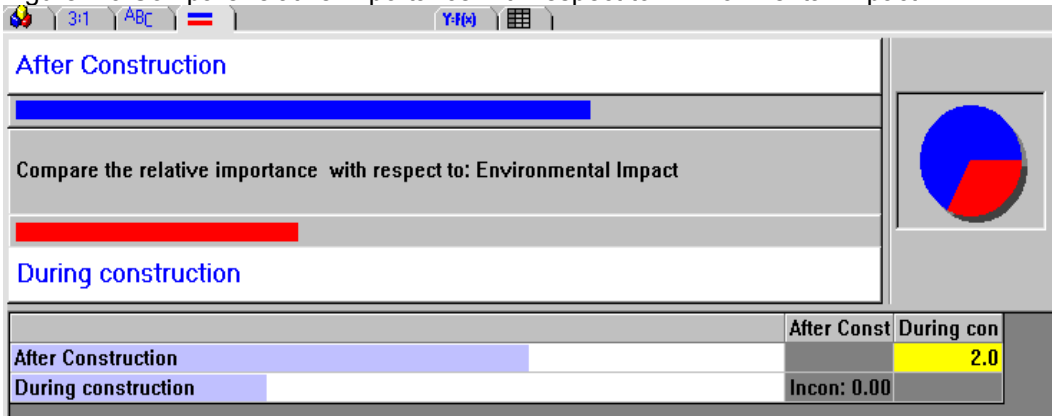 3:1 ABC Y:F(x)
After Construction
Compare the relative importance with respect to: Environmental Impact
During construction
After Const During con
After Construction 2.0
During construction Incon: 0.00